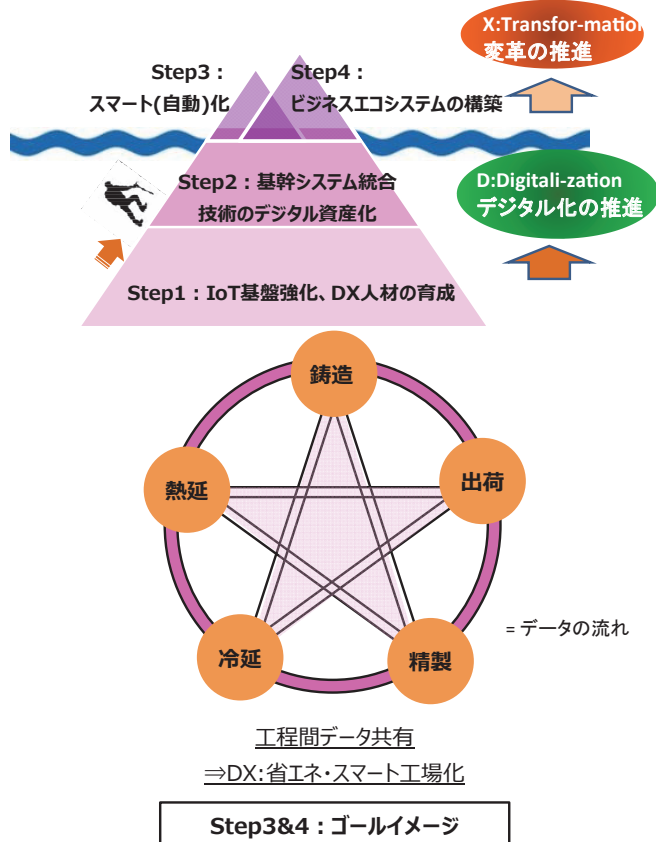 X:Transfor-mation
変革の推進
Step3：
スマート(自動)化
Step4：
ビジネスエコシステムの構築
Step2：基幹システム統合
技術のデジタル資産化
D:Digitali-zation
デジタル化の推進
Step1：IoT基盤強化、DX人材の育成
鋳造
熱延
出荷
冷延
精製
= データの流れ
工程間データ共有
⇒DX:省エネ・スマート工場化
Step3&4：ゴールイメージ